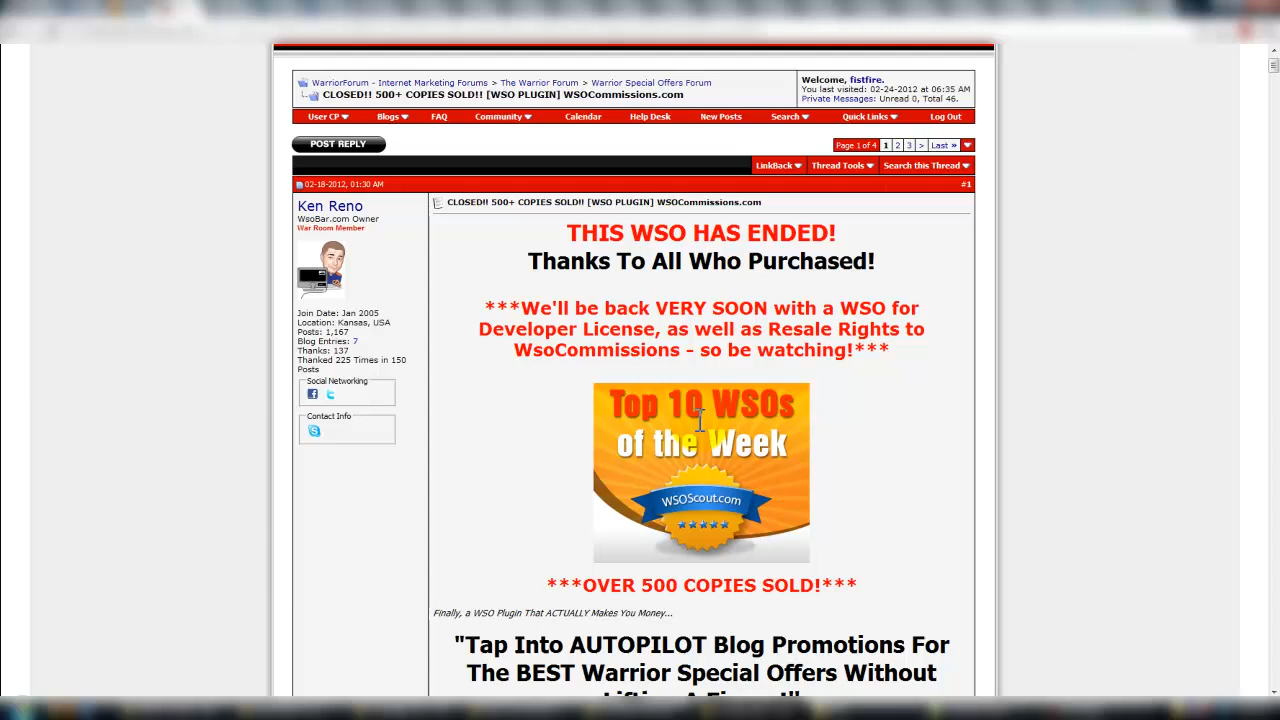 WarriorForum - Internet Marketing Forums > The Warrior Forum > Warrior Special Offers Forum
CLOSED!! 500+ COPIES SOLD!! [WSO PLUGIN] WSOCommissions.com
Welcome, fistfire.
You last visited: 02-24-2012 at 06:35 AM
Private Messages: Unread 0, Total 46.
User CP Blogs FAQ Community Calendar Help Desk New Posts Search Quick Links Log Out
POST REPLY
Page 1 of 4 1 2 3 > Last »
LinkBack Thread Tools Search this Thread
02-18-2012, 01:30 AM #1
Ken Reno
WsoBar.com Owner
War Room Member
Join Date: Jan 2005
Location: Kansas, USA
Posts: 1,167
Blog Entries: 7
Thanks: 137
Thanked 225 Times in 150
Posts
Social Networking
Contact Info
CLOSED!! 500+ COPIES SOLD!! [WSO PLUGIN] WSOCommissions.com
THIS WSO HAS ENDED!
Thanks To All Who Purchased!
***We'll be back VERY SOON with a WSO for
Developer License, as well as Resale Rights to
WsoCommissions - so be watching!***
Top 10 WSOs
of the Week
WSOScout.com
***OVER 500 COPIES SOLD!***
Finally, a WSO Plugin That ACTUALLY Makes You Money...
"Tap Into AUTOPILOT Blog Promotions For
The BEST Warrior Special Offers Without